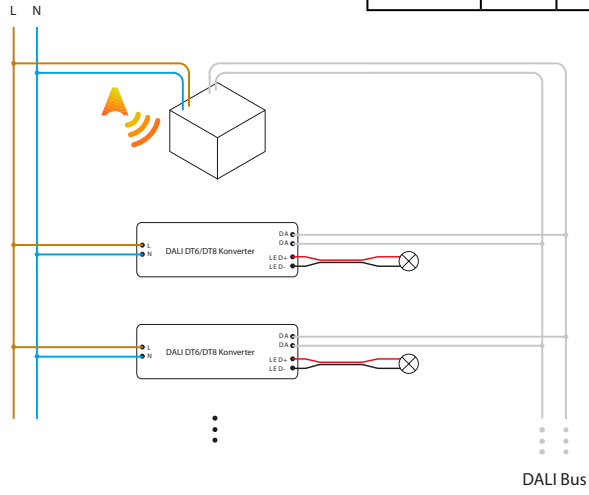 L N
DA
DA
L
N
DALI DT6/DT8 Konverter
LED+
LED-
DA
DA
L
N
DALI DT6/DT8 Konverter
LED+
LED-
DALI Bus